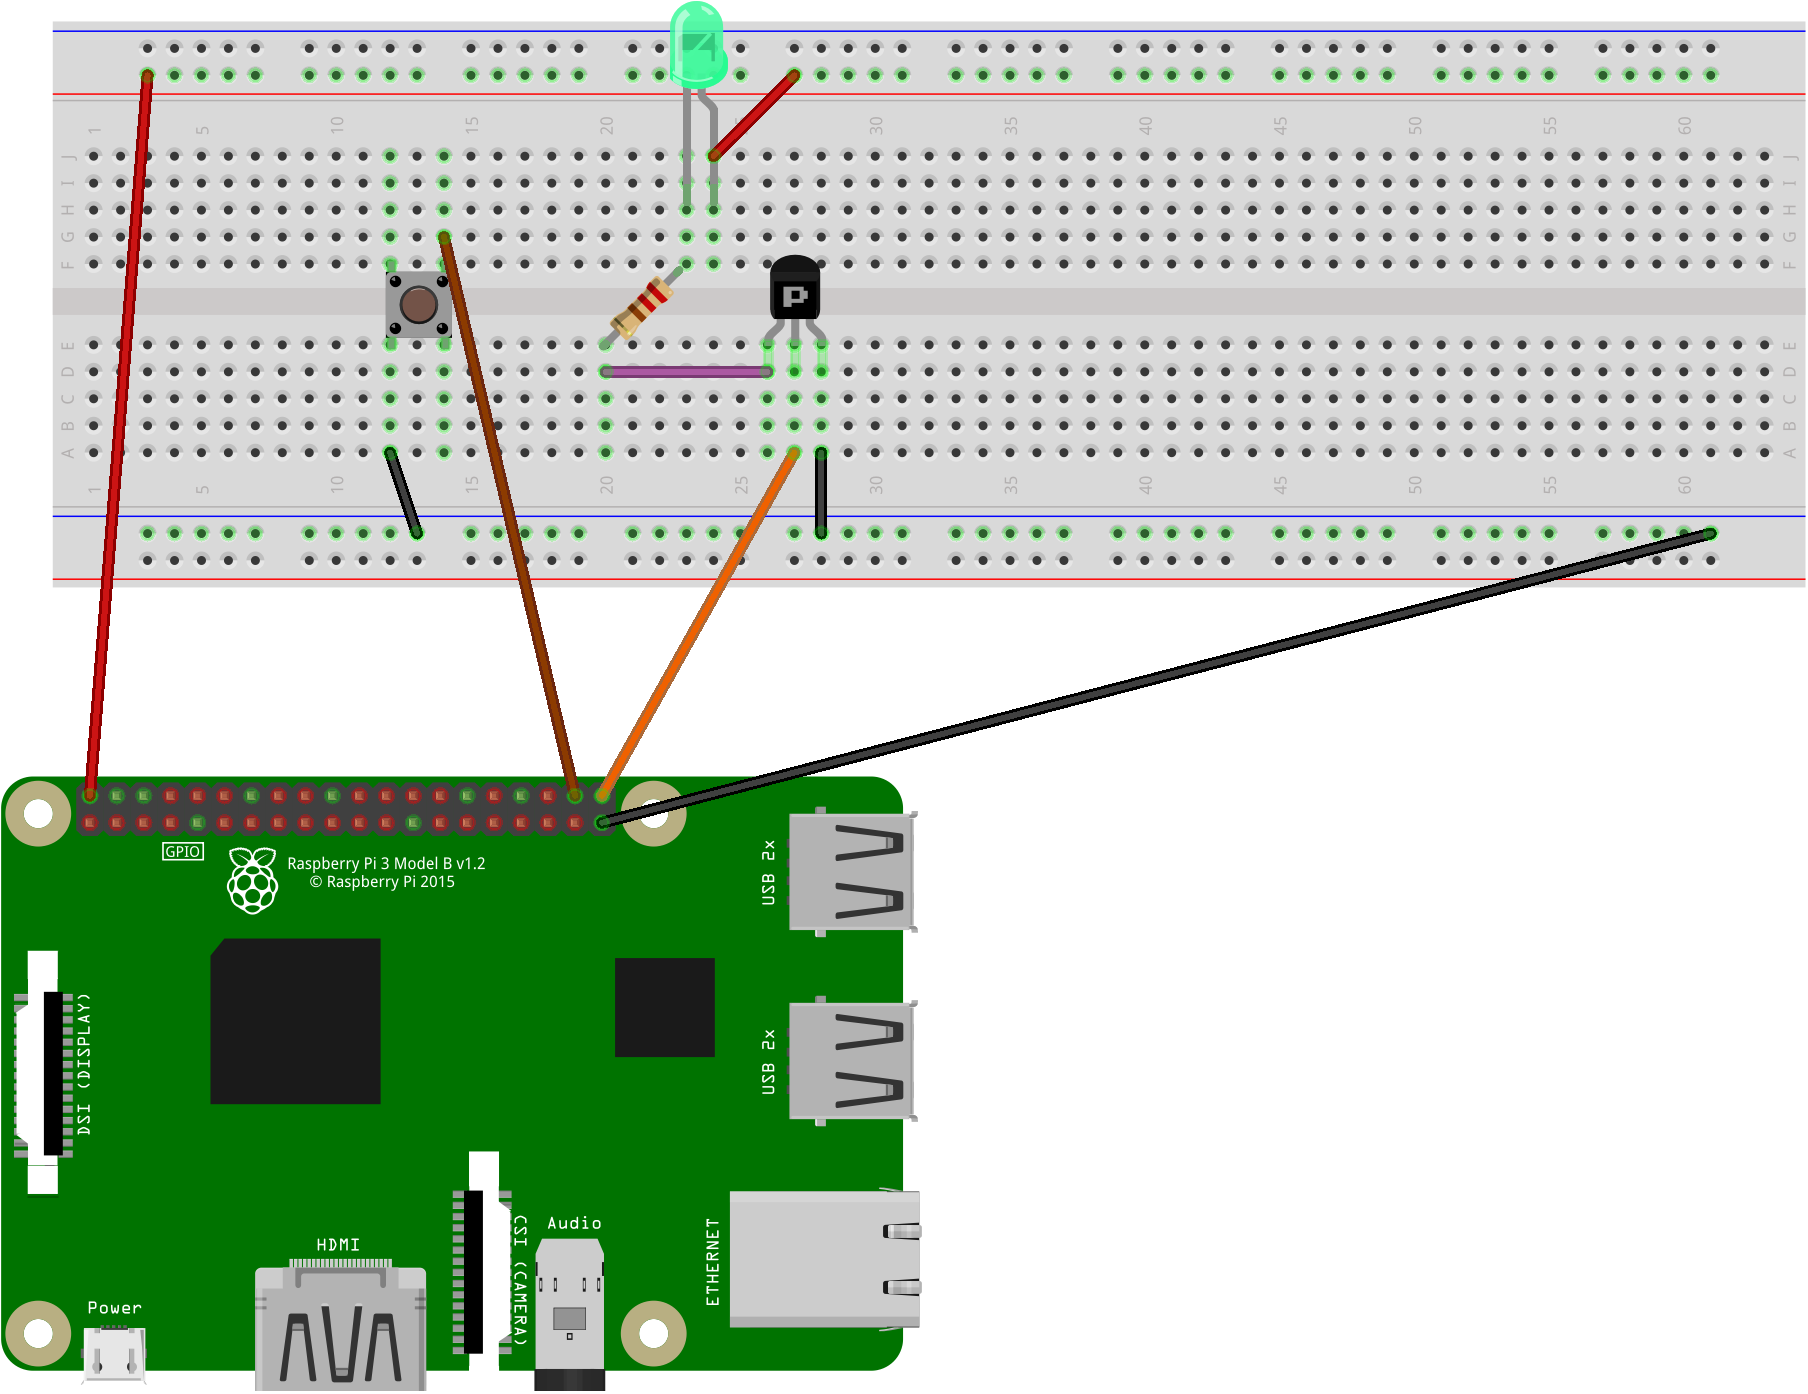 1 5 10 15 20 25 30 35 40 45 50 55 60
J J
I I
H H
G G
F F
P
E E
D D
C C
B B
A A
1 5 10 15 20 25 30 35 40 45 50 55 60
GPIO
Raspberry Pi 3 Model B v1.2
© Raspberry Pi 2015
USB 2x
DSI (DISPLAY)
USB 2x
CSI (CAMERA)
Audio
ETHERNET
HDMI
Power